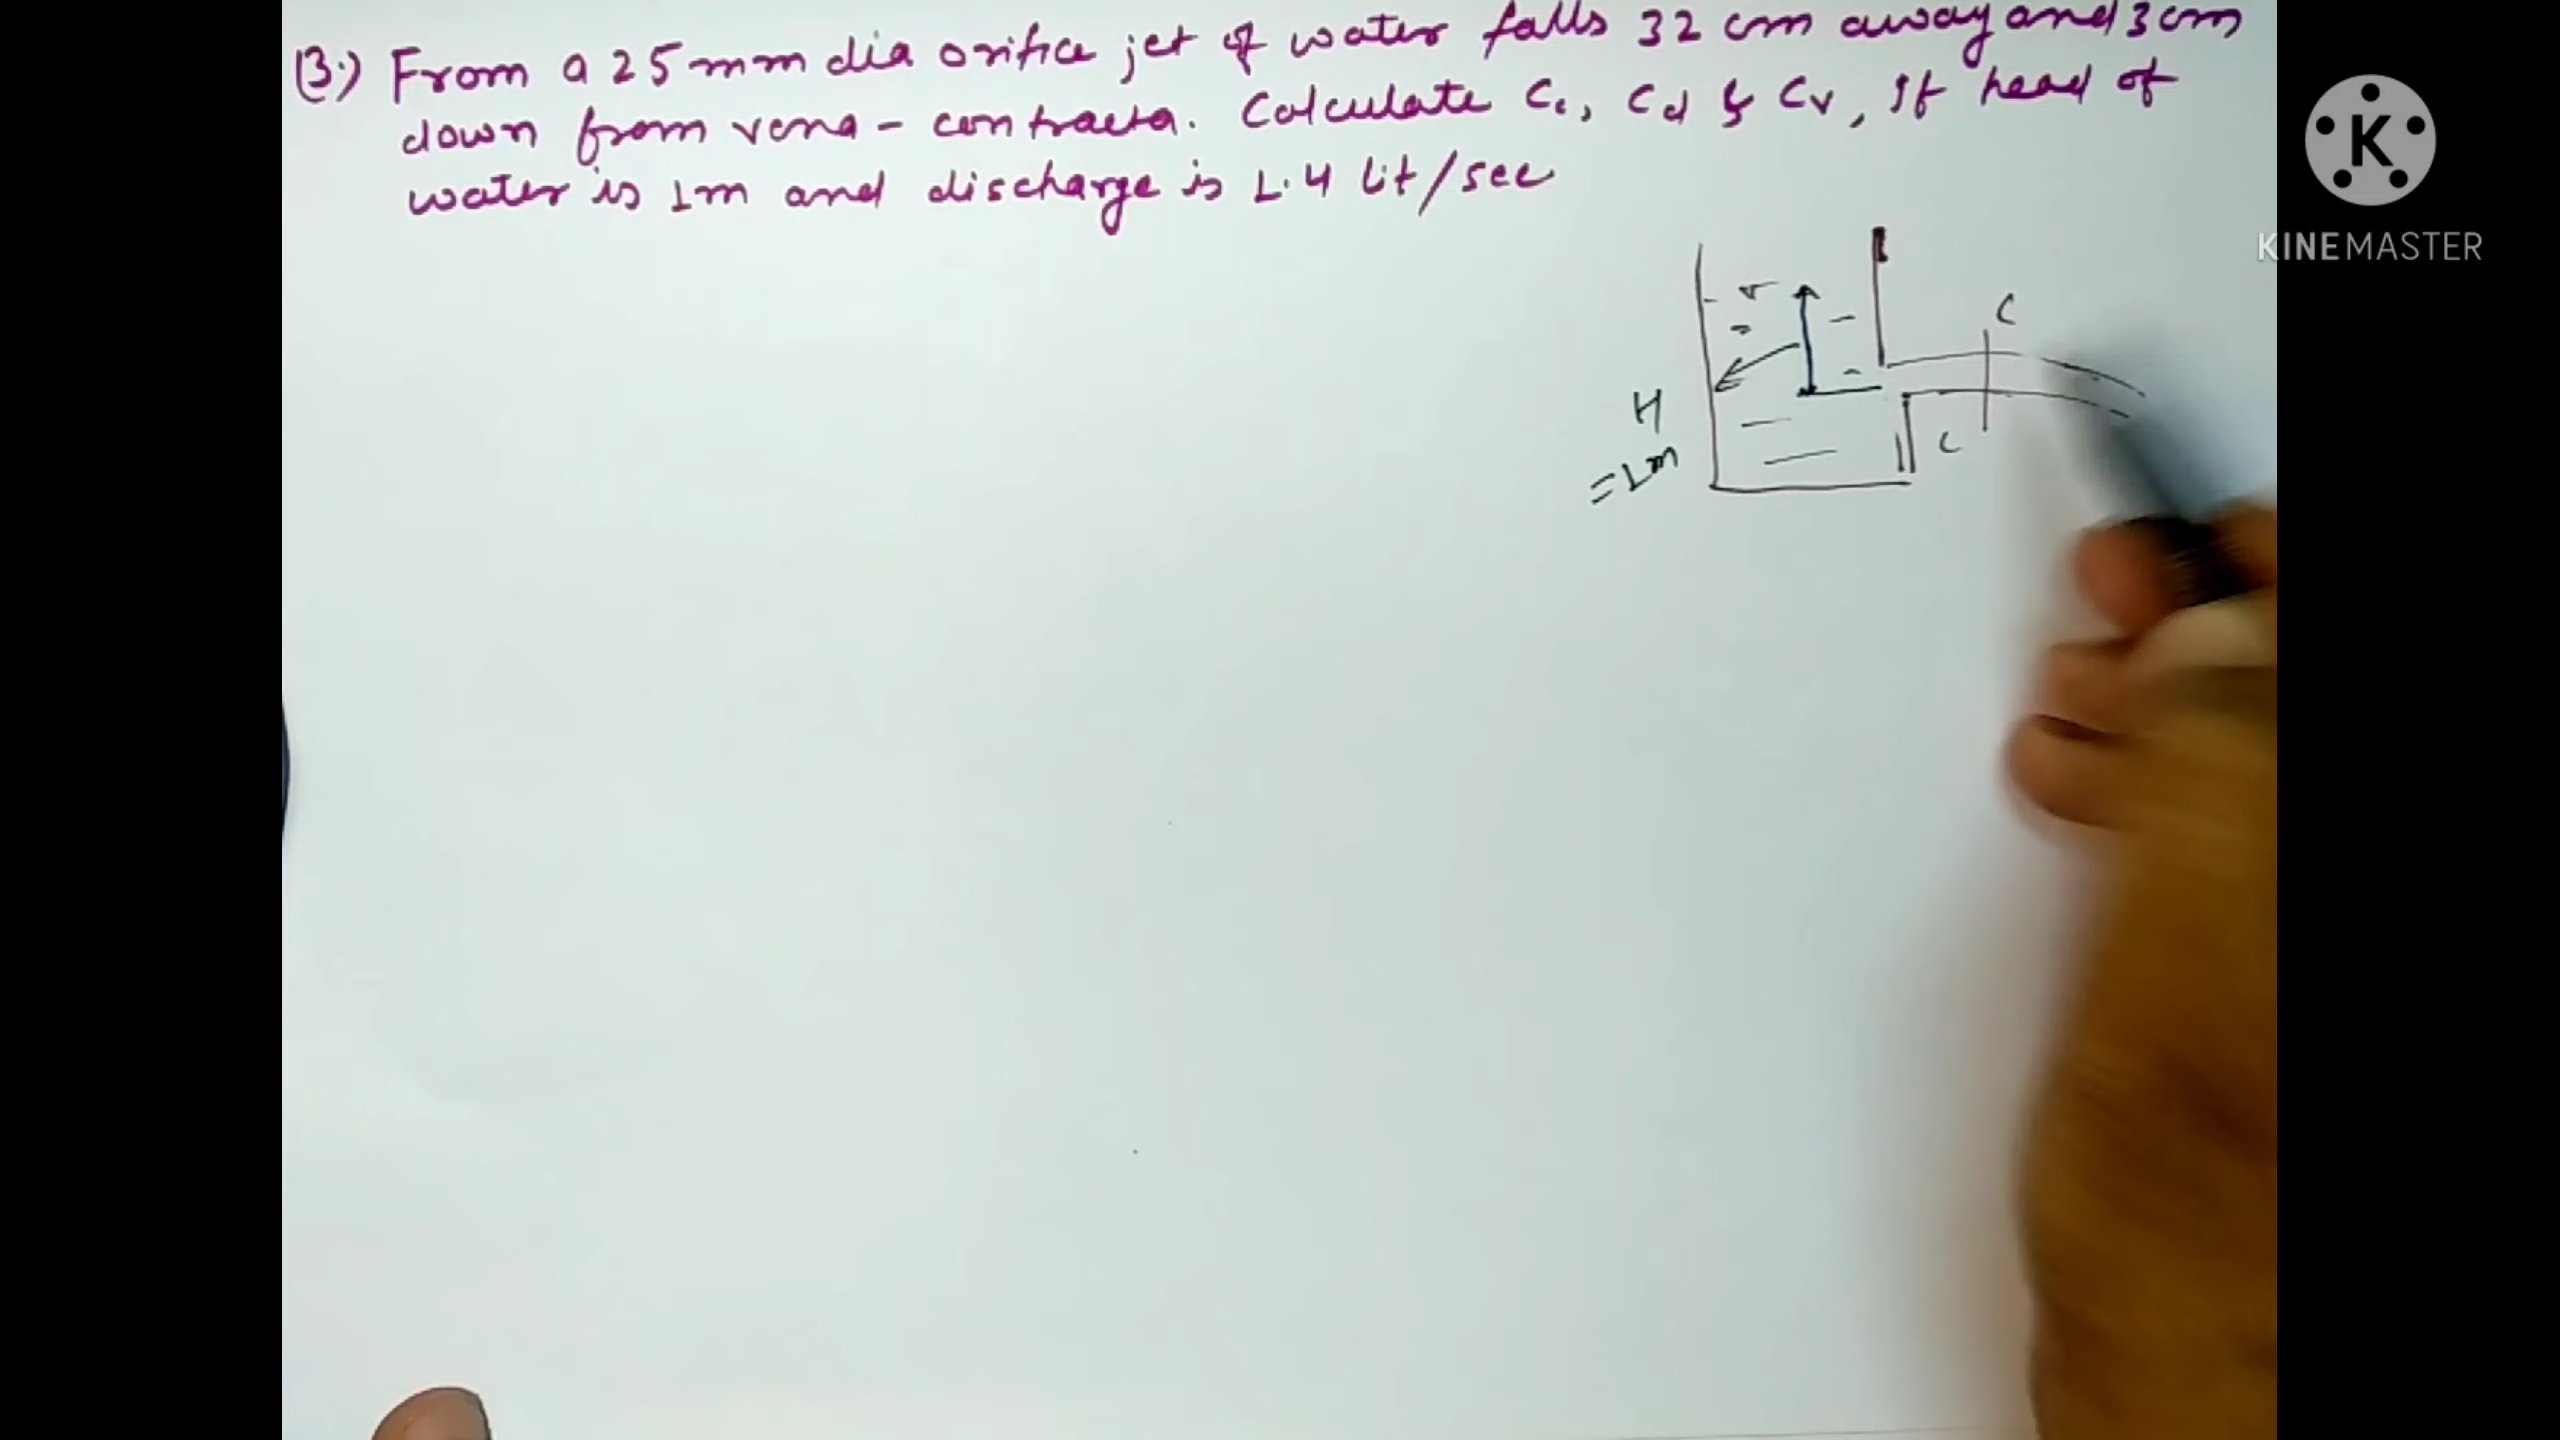 (3.) From a 25 mm dia orifice jet of water falls 32 cm away and 3 cm
down from vena-contracta. Calculate Cc, Cd & Cv, If head of
water is 1m and discharge is 1.4 lit/sec
C
H
=1m
C
K
KINEMASTER